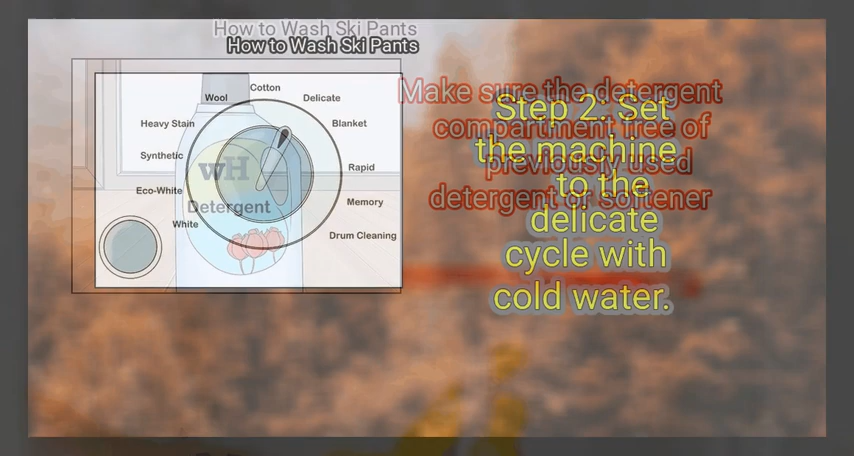 How to Wash Ski Pants
How to Wash Ski Pants
Cotton
Wool
Delicate
Heavy Stain
Blanket
Synthetic
Rapid
wH
Eco-White
Memory
Detergent
White
Drum Cleaning
Make sure the detergent
compartment free of
previously used
detergent or softener
Step 2: Set
the machine
to the
delicate
cycle with
cold water.